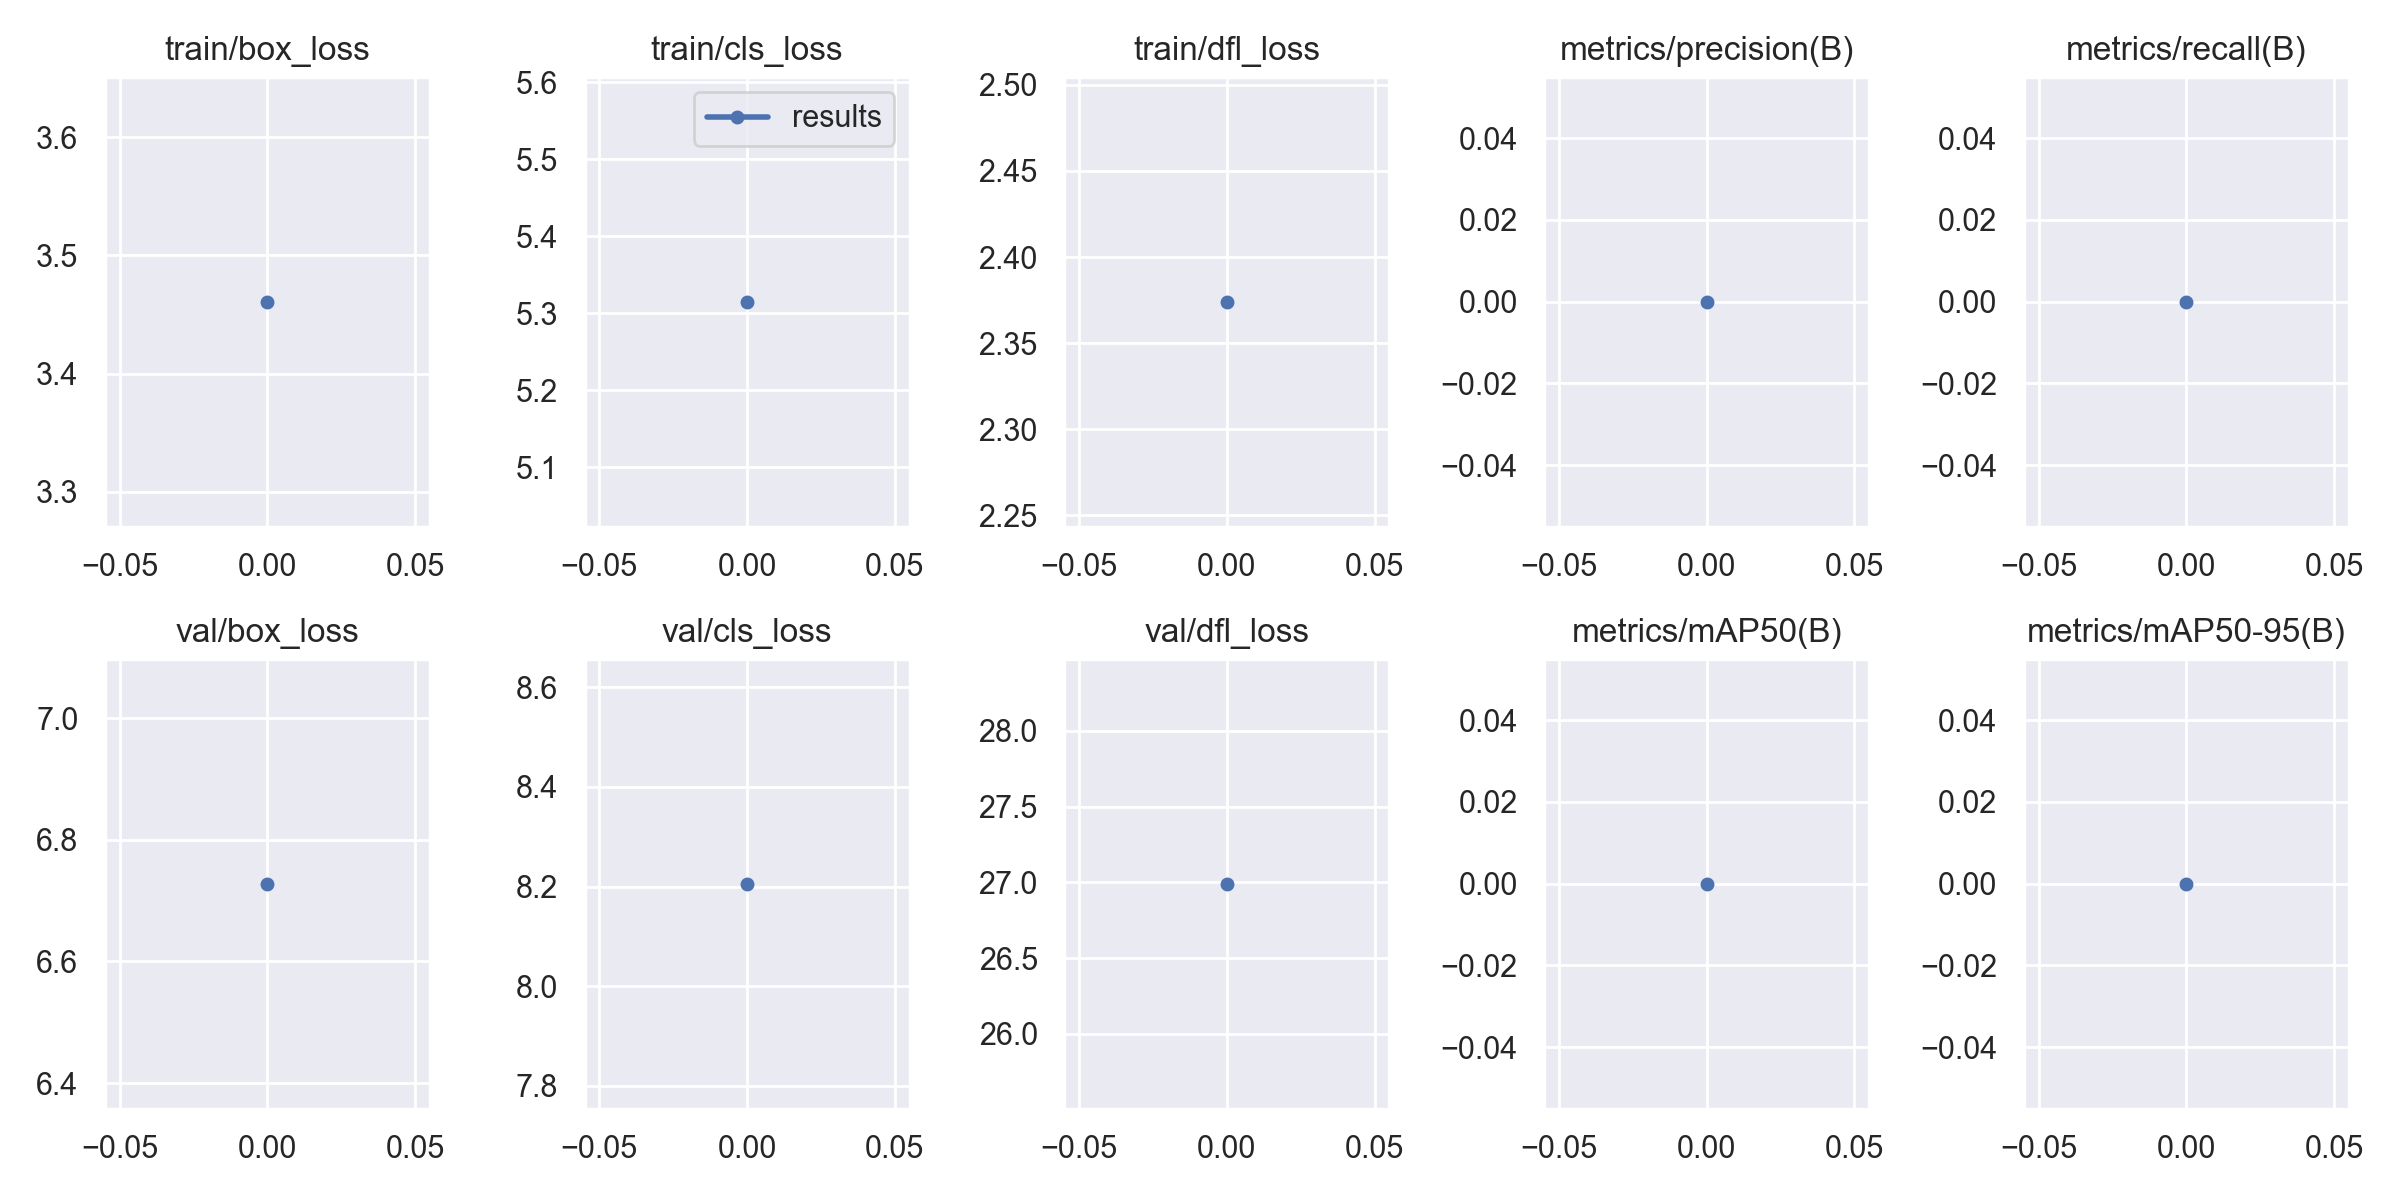 train/box_loss
3.6
3.5
3.4
3.3
−0.05 0.00 0.05
train/cls_loss
5.6
5.5
5.4
5.3
5.2
5.1
results
−0.05 0.00 0.05
train/dfl_loss
2.50
2.45
2.40
2.35
2.30
2.25
−0.05 0.00 0.05
metrics/precision(B)
0.04
0.02
0.00
−0.02
−0.04
−0.05 0.00 0.05
metrics/recall(B)
0.04
0.02
0.00
−0.02
−0.04
−0.05 0.00 0.05
val/box_loss
7.0
6.8
6.6
6.4
−0.05 0.00 0.05
val/cls_loss
8.6
8.4
8.2
8.0
7.8
−0.05 0.00 0.05
val/dfl_loss
28.0
27.5
27.0
26.5
26.0
−0.05 0.00 0.05
metrics/mAP50(B)
0.04
0.02
0.00
−0.02
−0.04
−0.05 0.00 0.05
metrics/mAP50-95(B)
0.04
0.02
0.00
−0.02
−0.04
−0.05 0.00 0.05